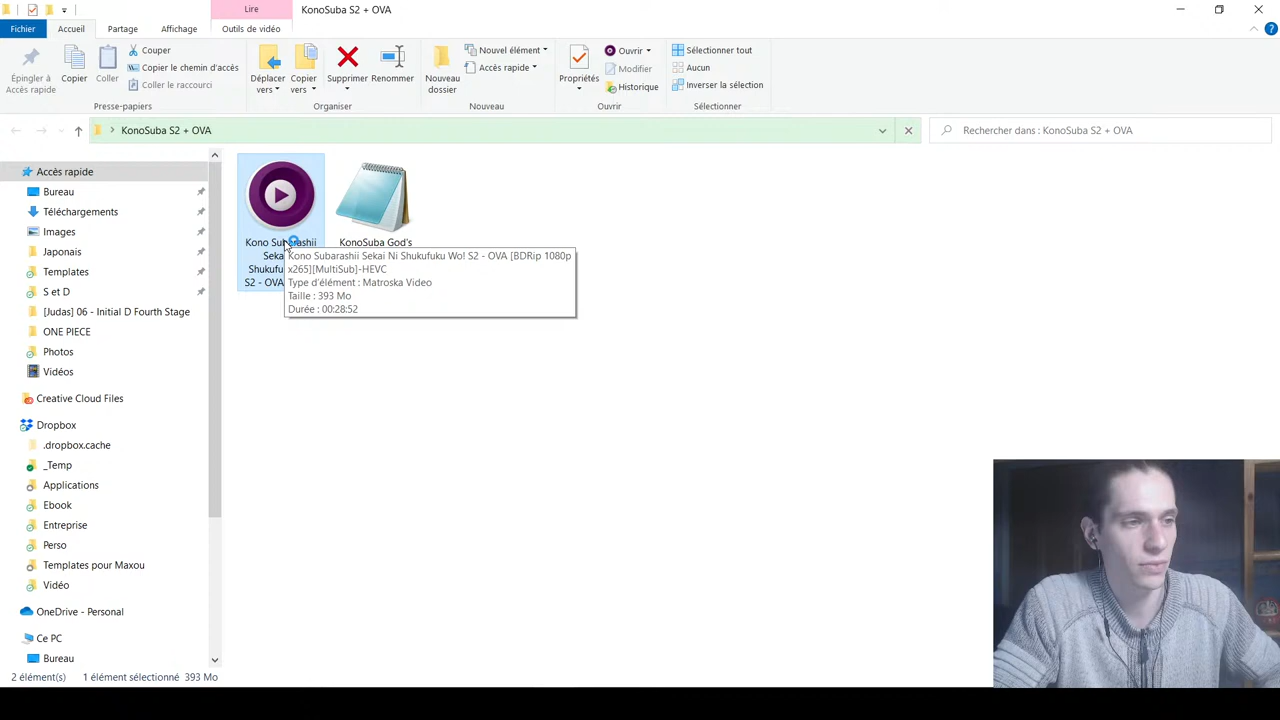 Lire
KonoSuba S2 + OVA
Fichier
Accueil
Partage
Affichage
Outils de vidéo
Épingler à
Accès rapide
Copier
Coller
Couper
Copier le chemin d'accès
Coller le raccourci
Presse-papiers
Déplacer
vers
Copier
vers
Supprimer
Renommer
Organiser
Nouveau
dossier
Nouvel élément
Accès rapide
Nouveau
Propriétés
Ouvrir
Modifier
Historique
Ouvrir
Sélectionner tout
Aucun
Inverser la sélection
Sélectionner
KonoSuba S2 + OVA
Rechercher dans : KonoSuba S2 + OVA
Accès rapide
Bureau
Téléchargements
Images
Japonais
Templates
S et D
[Judas] 06 - Initial D Fourth Stage
ONE PIECE
Photos
Vidéos
Creative Cloud Files
Dropbox
.dropbox.cache
_Temp
Applications
Ebook
Entreprise
Perso
Templates pour Maxou
Vidéo
OneDrive - Personal
Ce PC
Bureau
Kono Subarashii
Seka
Shukufu
S2 - OVA
KonoSuba God's
Kono Subarashii Sekai Ni Shukufuku Wo! S2 - OVA [BDRip 1080p
x265][MultiSub]-HEVC
Type d'élément : Matroska Video
Taille : 393 Mo
Durée : 00:28:52
2 élément(s)
1 élément sélectionné 393 Mo